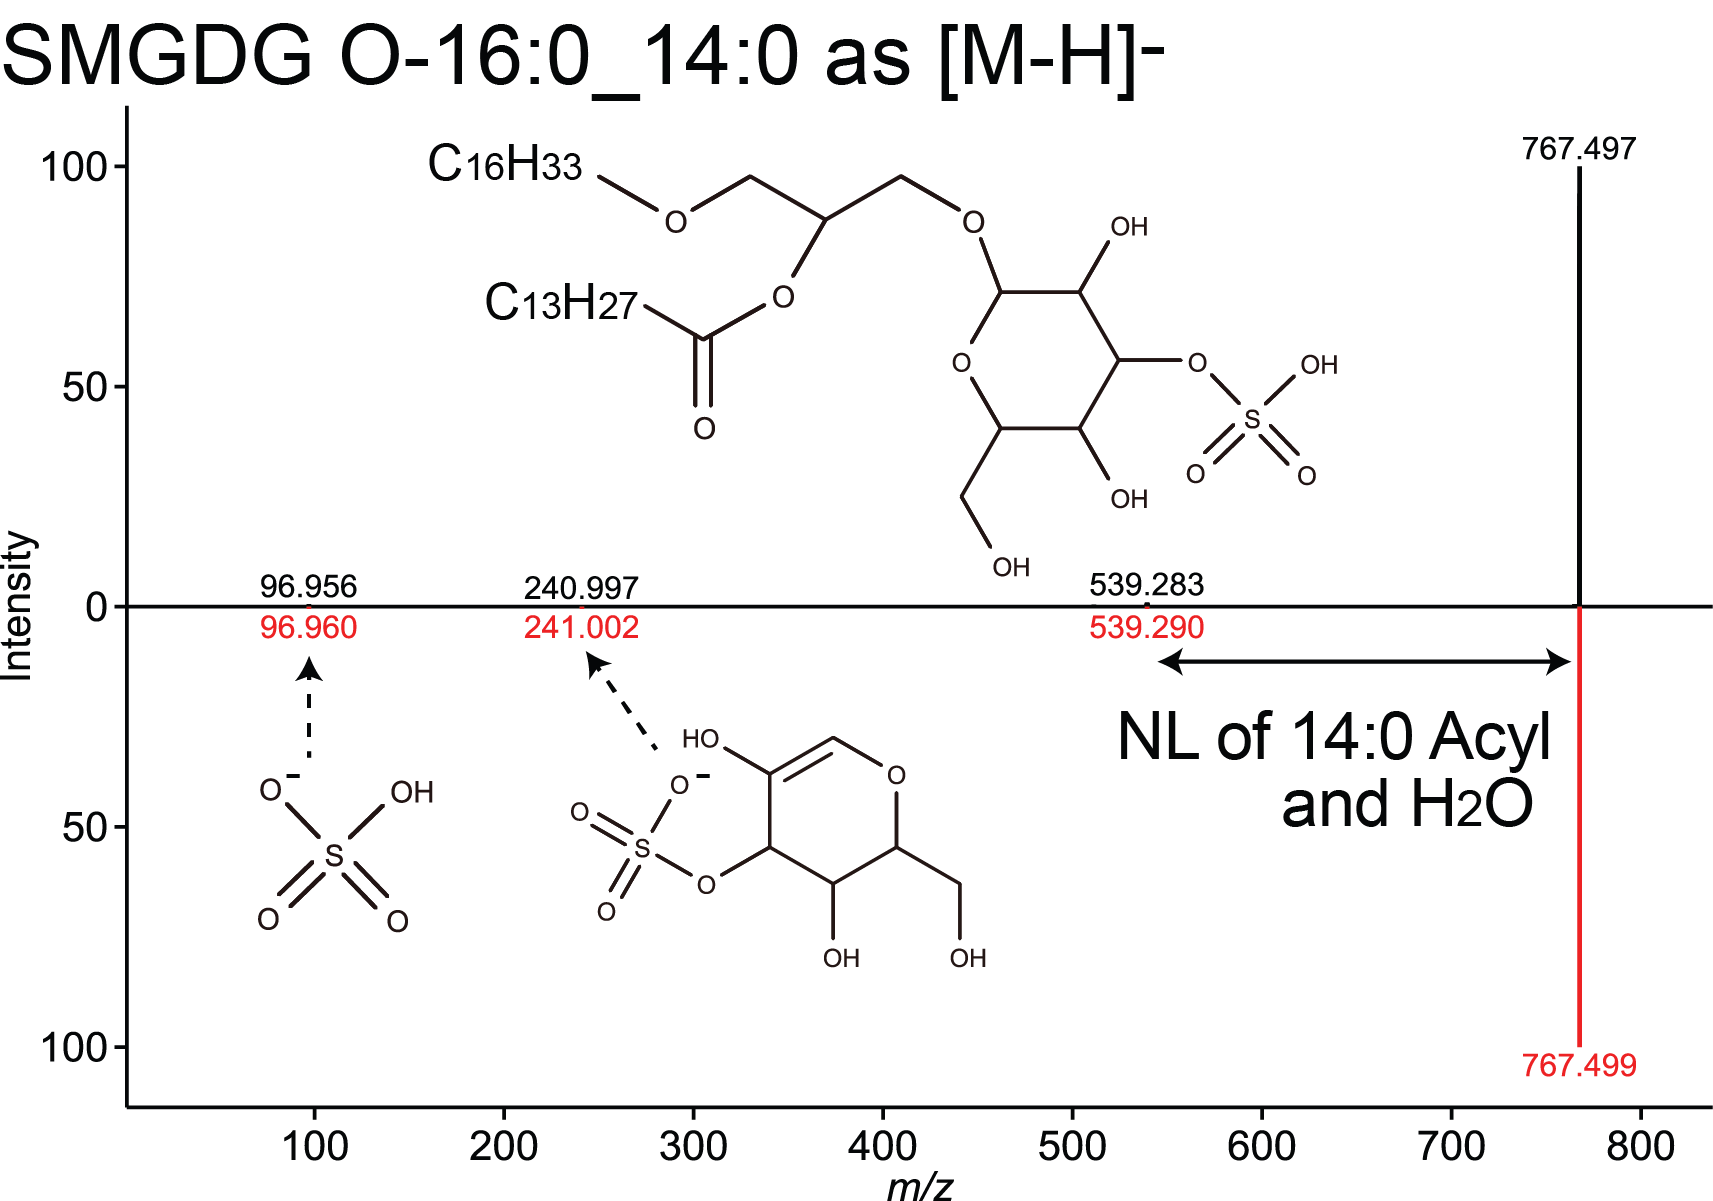 SMGDG O-16:0_14:0 as [M-H]-
767.497
100
C16H33
O
O
OH
C13H27
O
O
O
OH
50
S
O
O
O
OH
OH
Intensity
96.956
240.997
539.283
0
96.960
241.002
539.290
NL of 14:0 Acyl
and H2O
HO
O
O-
O-
OH
O
50
S
S
O
O
O
O
O
OH
OH
100
767.499
100
200
300
400
500
600
700
800
m/z